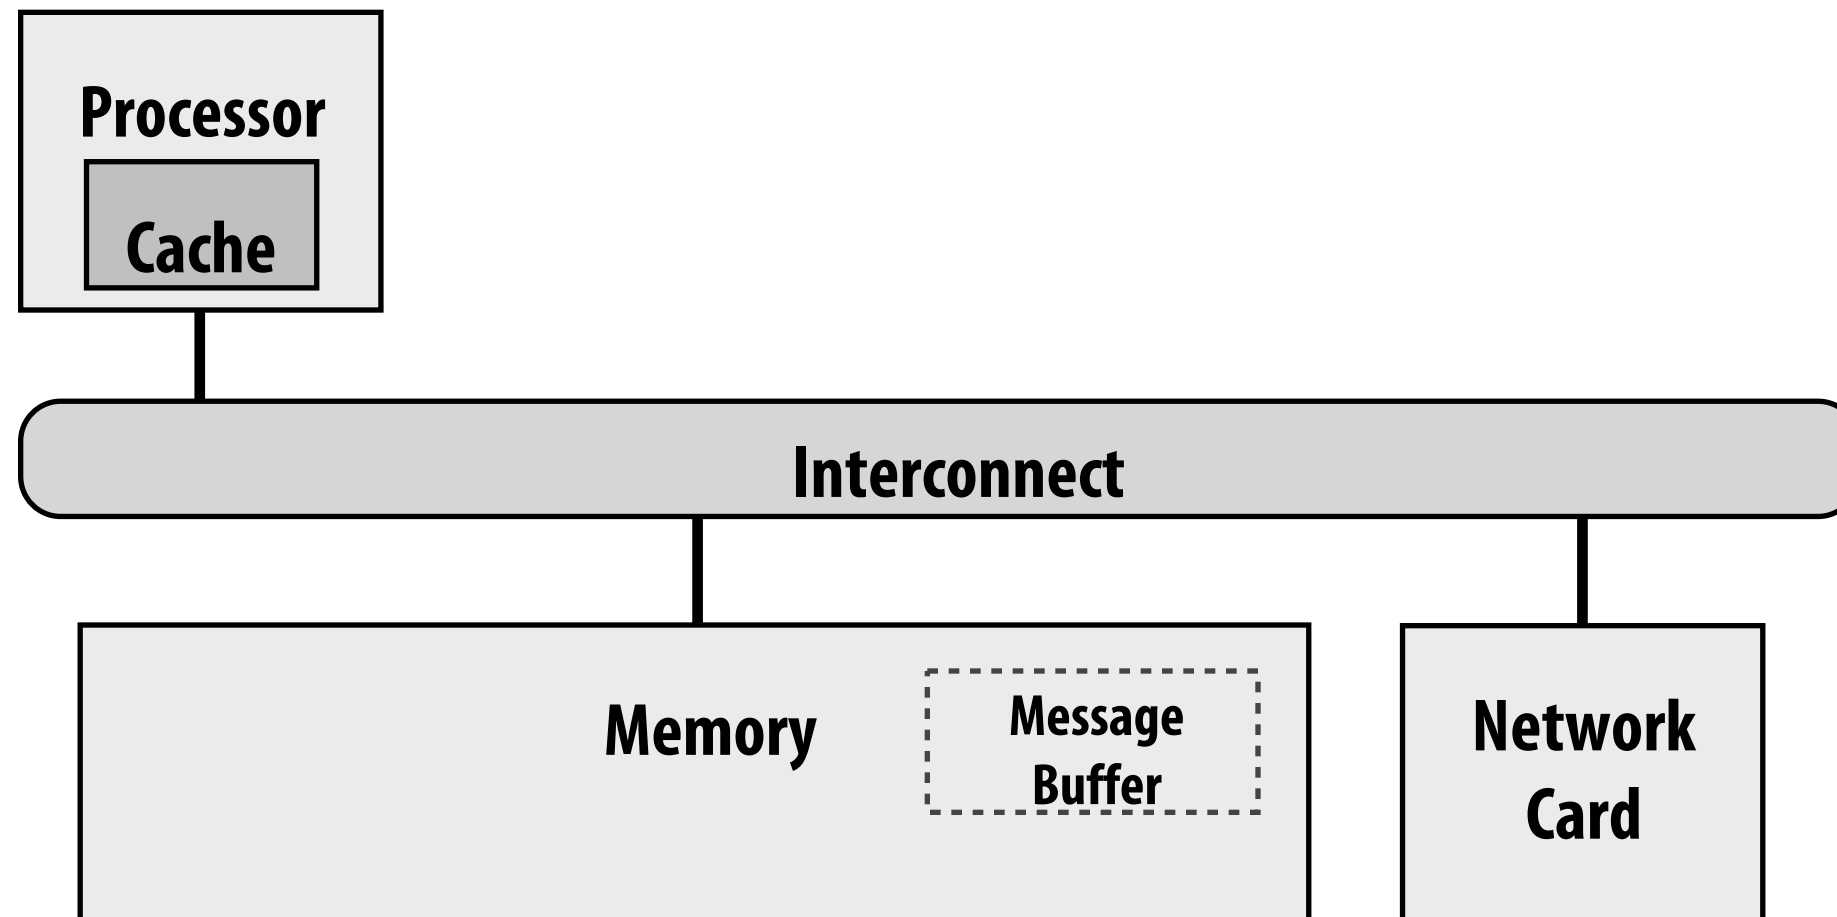 Processor
Cache
Interconnect
Memory
Message
Buffer
Network
Card